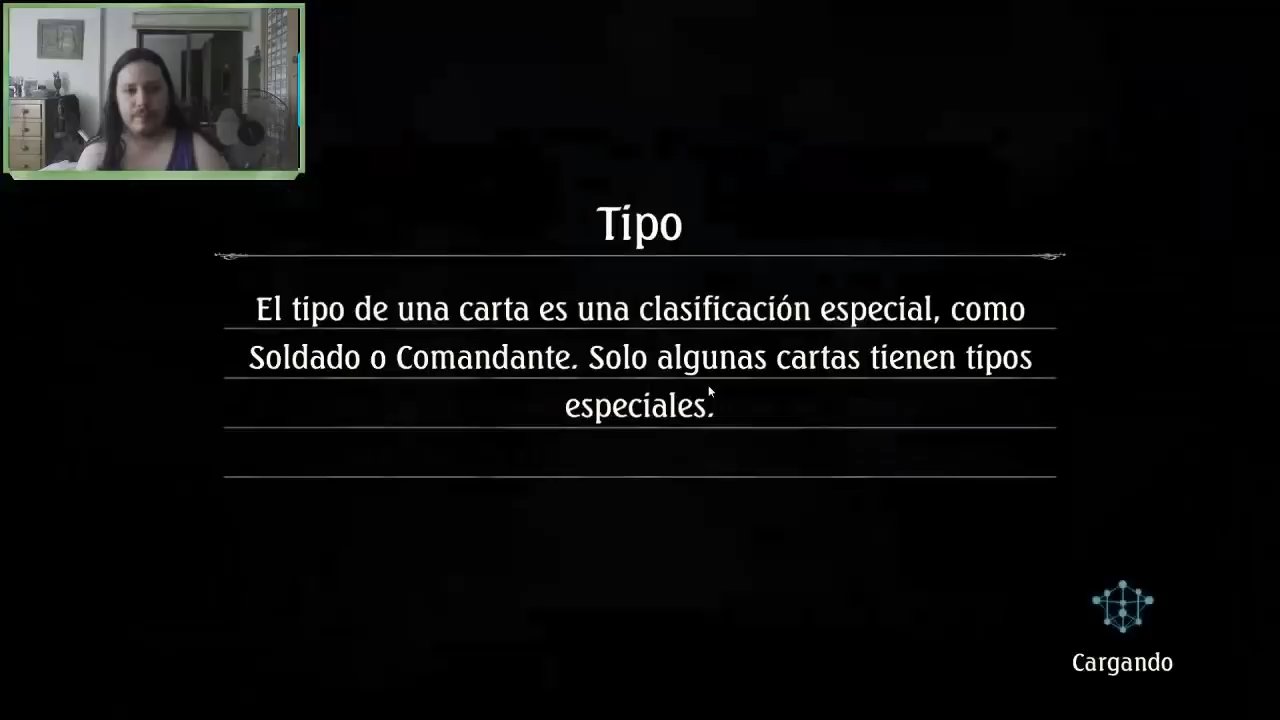 Tipo
El tipo de una carta es una clasificación especial, como
Soldado o Comandante. Solo algunas cartas tienen tipos
especiales.
Cargando